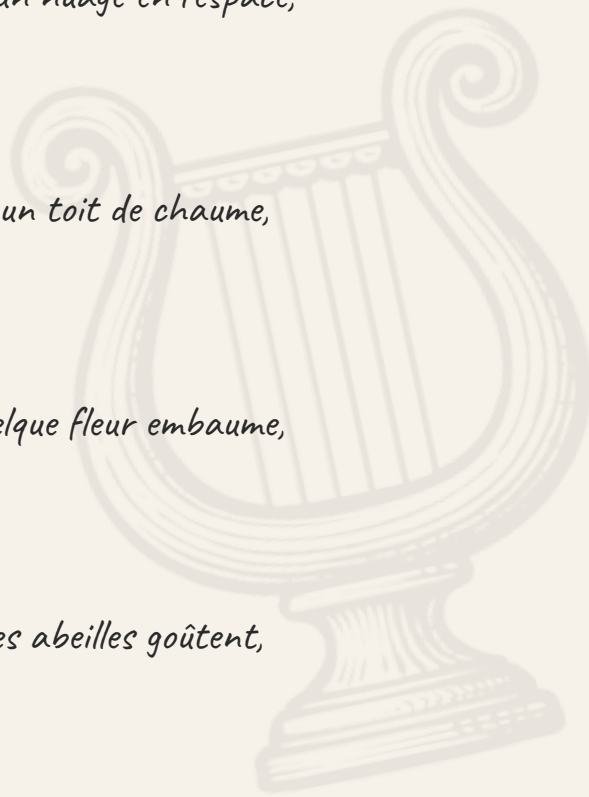 un nuage en l'espace,
un toit de chaume,
elque fleur embaume,
es abeilles goûtent,